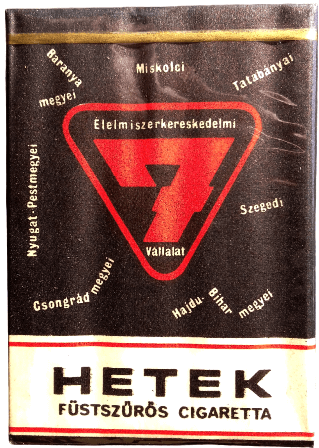 Baranya
megyei
Miskolci
Tatabányai
Élelmiszerkereskedelmi
7
Vállalat
Nyugat-Pestmegyei
Szegedi
Csongrád megyei
Hajdu-Bihar megyei
HETEK
FÜSTSZŰRŐS CIGARETTA